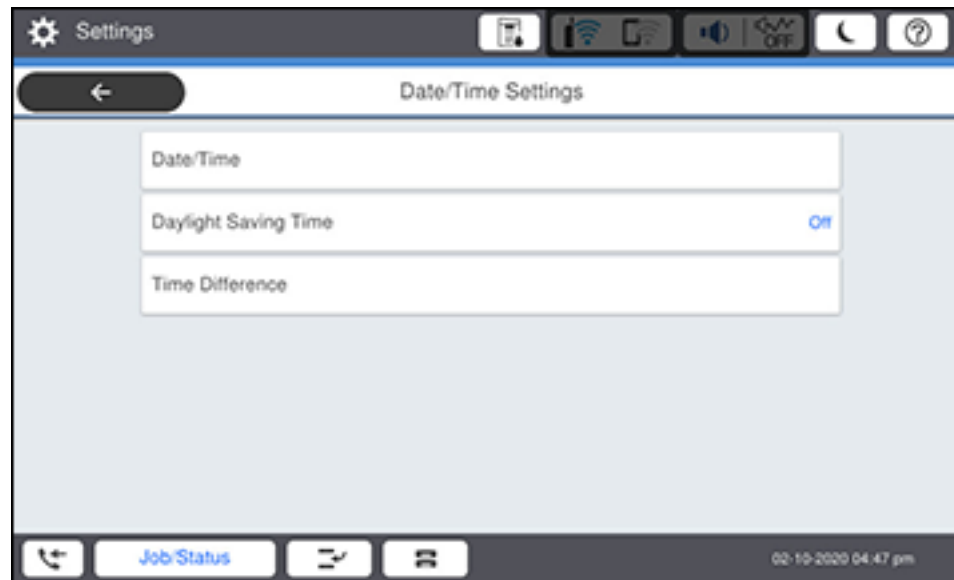 Settings
OFF
Date/Time Settings
Date/Time
Daylight Saving Time Off
Time Difference
Job/Status
02-10-2020 04:47 pm